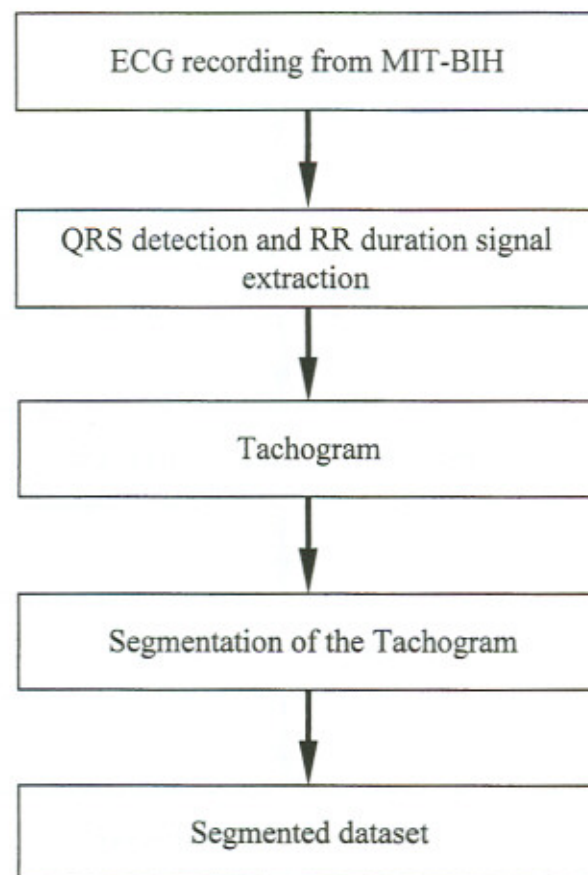 ECG recording from MIT-BIH
QRS detection and RR duration signal
extraction
Tachogram
Segmentation of the Tachogram
Segmented dataset